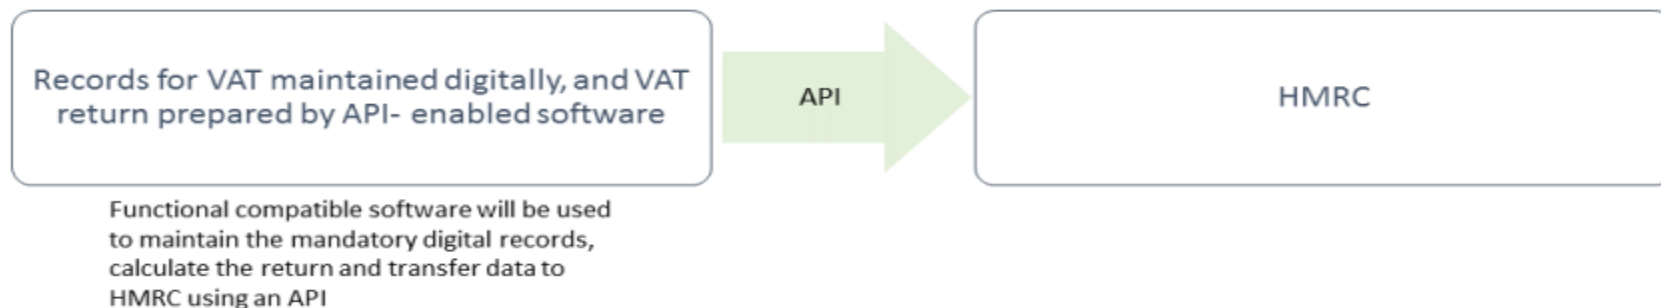 Records for VAT maintained digitally, and VAT
return prepared by API- enabled software
API
HMRC
Functional compatible software will be used
to maintain the mandatory digital records,
calculate the return and transfer data to
HMRC using an API